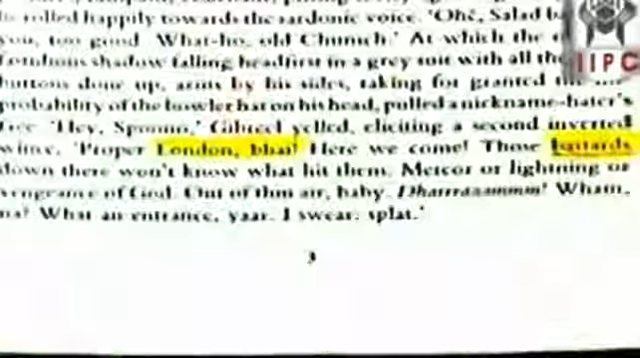 he rolled happily towards the sardonic voice. 'Ohé, Salad ba
you, too good. What-ho, old Chumch.' At which the o
fastidious shadow falling headfirst in a grey suit with all the
buttons done up, arms by his sides, taking for granted the im-
probability of the bowler hat on his head, pulled a nickname-hater's
face. 'Hey, Spoono,' Gibreel yelled, eliciting a second inverted
wince, 'Proper London, bhai! Here we come! Those bastards
down there won't know what hit them. Meteor or lightning or
vengeance of God. Out of thin air, baby. Dharrraaammm! Wham,
na? What an entrance, yaar. I swear: splat.'
3
IIPC